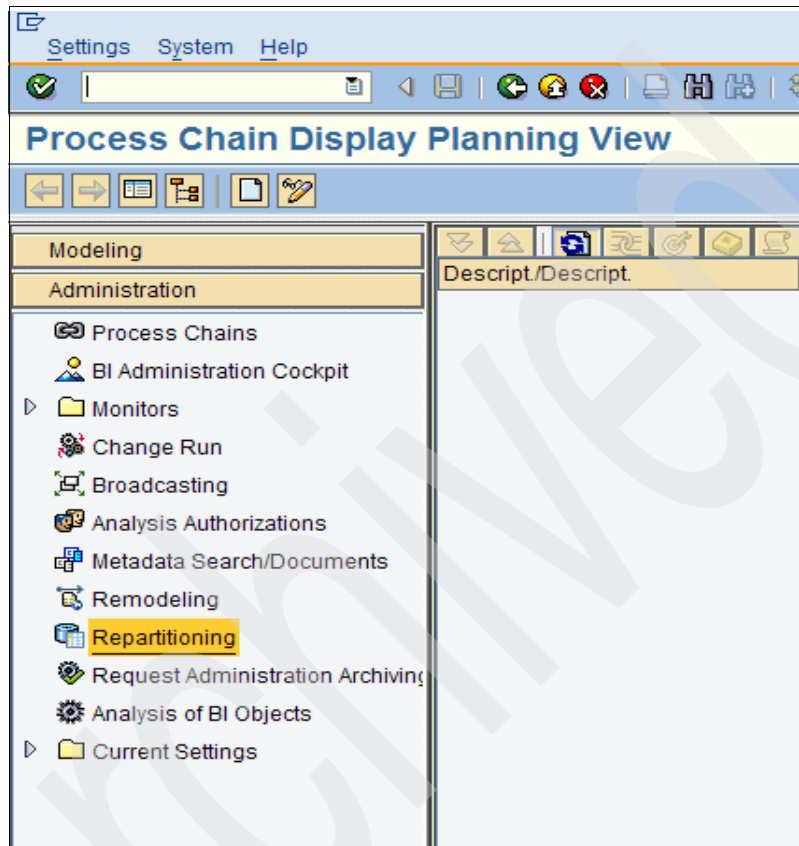 Settings System Help
Process Chain Display Planning View
Modeling
Descript./Descript.
Administration
Process Chains
BI Administration Cockpit
Monitors
Change Run
Broadcasting
Analysis Authorizations
Metadata Search/Documents
Remodeling
Repartitioning
Request Administration Archiving
Analysis of BI Objects
Current Settings